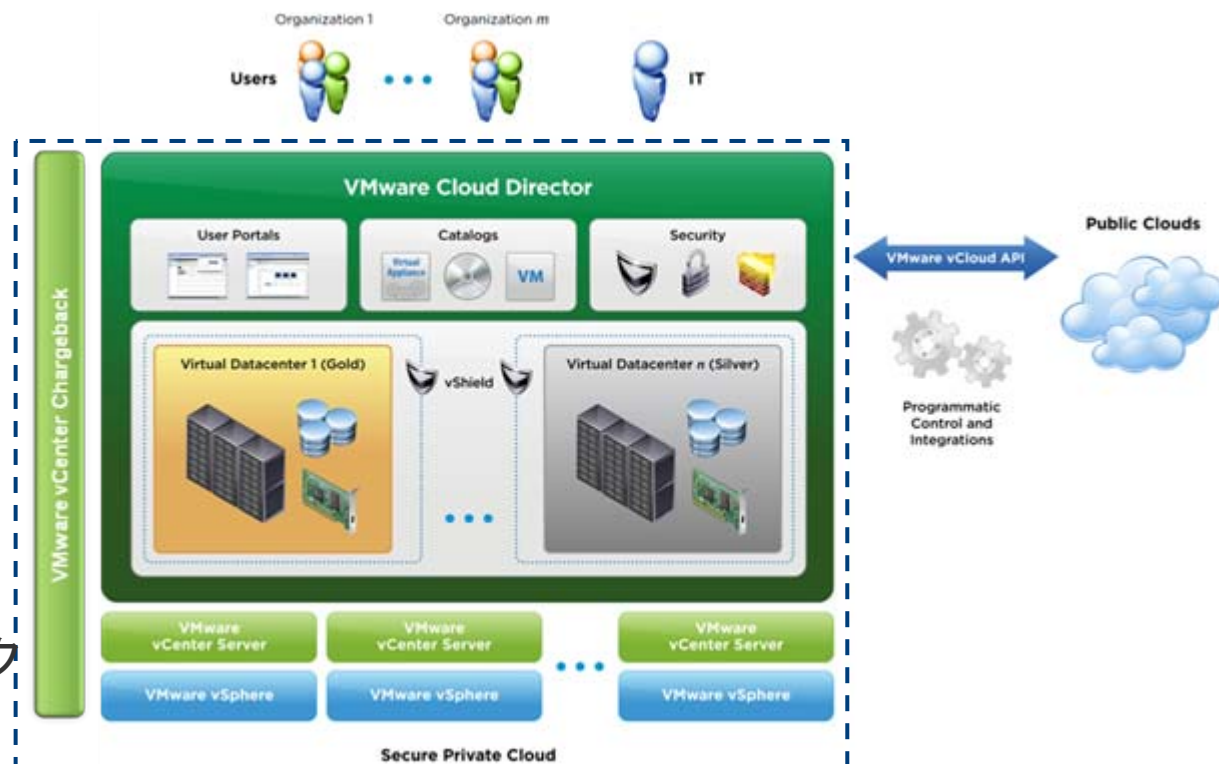 Organization 1
Organization m
Users
IT
VMware Cloud Director
User Portals
Catalogs
Security
Virtual
Appliance
VM
VMware vCloud API
Public Clouds
VMware vCenter Chargeback
Virtual Datacenter 1 (Gold)
vShield
Virtual Datacenter n (Silver)
Programmatic
Control and
Integrations
VMware
vCenter Server
VMware
vCenter Server
VMware
vCenter Server
ク
VMware vSphere
VMware vSphere
VMware vSphere
Secure Private Cloud